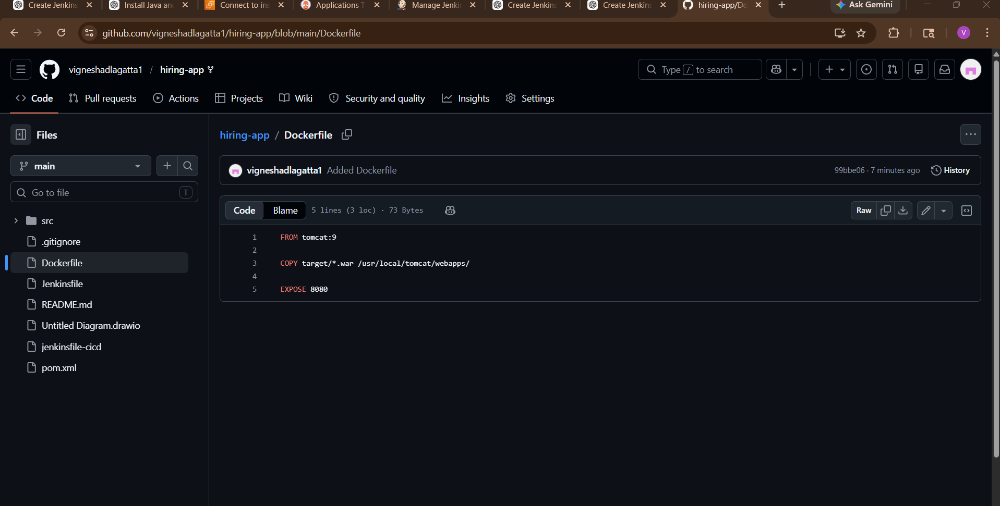 Create Jenkins
Install Java an
Connect to ins
Applications Ti
Manage Jenkin
Create Jenkins
Create Jenkins
hiring-app/Do
Ask Gemini
github.com/vigneshadlagatta1/hiring-app/blob/main/Dockerfile
V
vigneshadlagatta1 / hiring-app
Type / to search
Code
Pull requests
Actions
Projects
Wiki
Security and quality
Insights
Settings
Files
main
Go to file
T
src
.gitignore
Dockerfile
Jenkinsfile
README.md
Untitled Diagram.drawio
jenkinsfile-cicd
pom.xml
hiring-app / Dockerfile
vigneshadlagatta1 Added Dockerfile
99bbe06 · 7 minutes ago
History
Code
Blame
5 lines (3 loc) · 73 Bytes
Raw
1 FROM tomcat:9
2
3 COPY target/*.war /usr/local/tomcat/webapps/
4
5 EXPOSE 8080